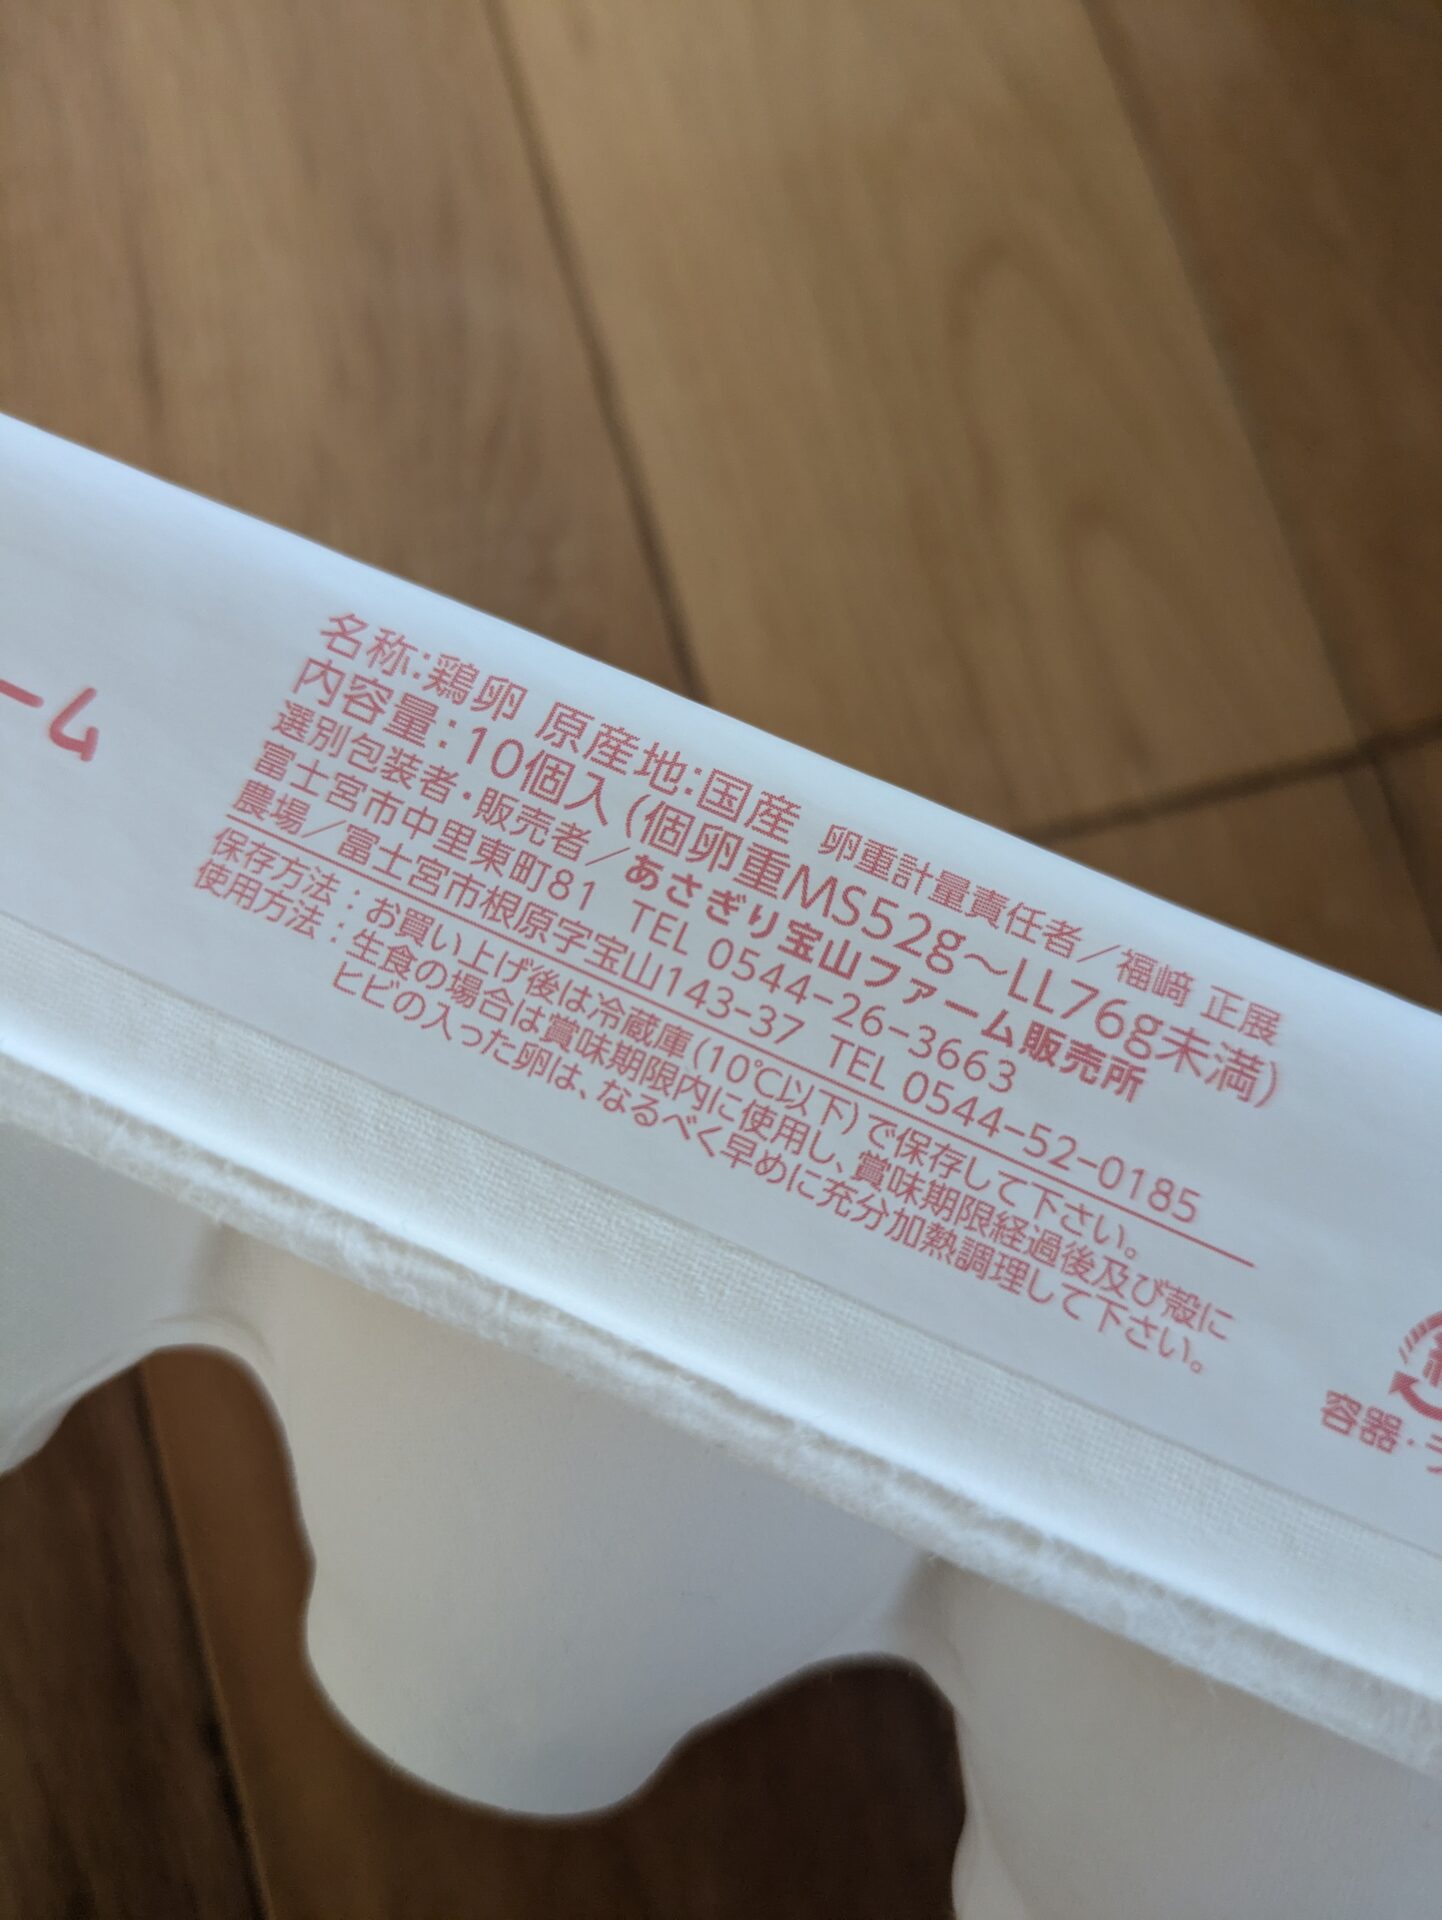 ーム
名称:鶏卵 原産地:国産 卵重計量責任者／福﨑 正展
内容量:10個入(個卵重MS52g～LL76g未満)
選別包装者・販売者／あさぎり宝山ファーム販売所
富士宮市中里東町81 TEL 0544-26-3663
農場／富士宮市根原字宝山143-37 TEL 0544-52-0185
保存方法:お買い上げ後は冷蔵庫(10℃以下)で保存して下さい。
使用方法:生食の場合は賞味期限内に使用し、賞味期限経過後及び殻に
ヒビの入った卵は、なるべく早めに充分加熱調理して下さい。
容器・